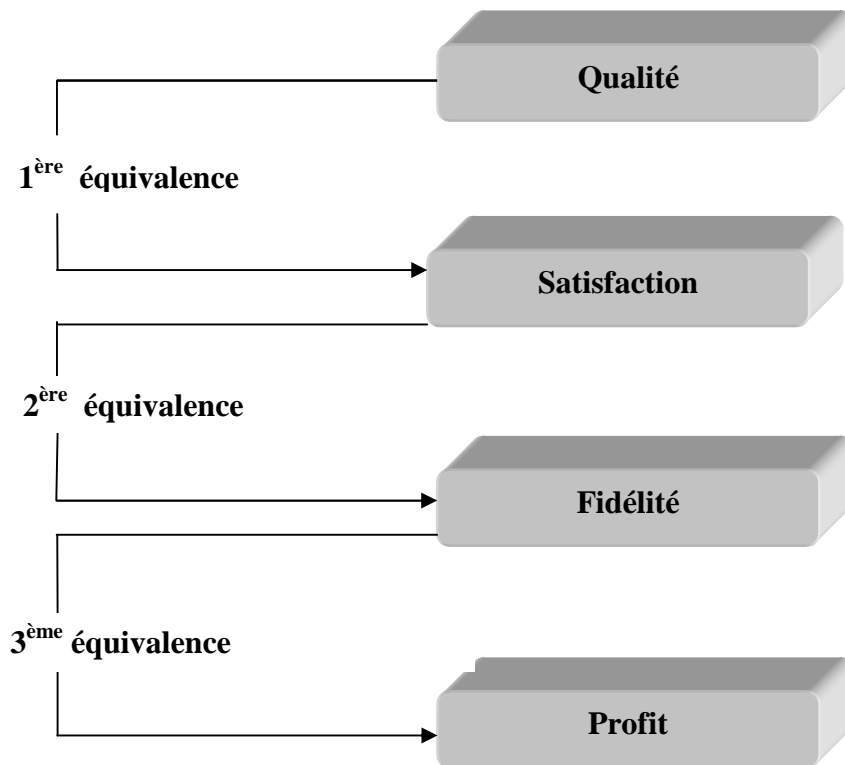 Qualité
1ère équivalence
Satisfaction
2ère équivalence
Fidélité
3ème équivalence
Profit